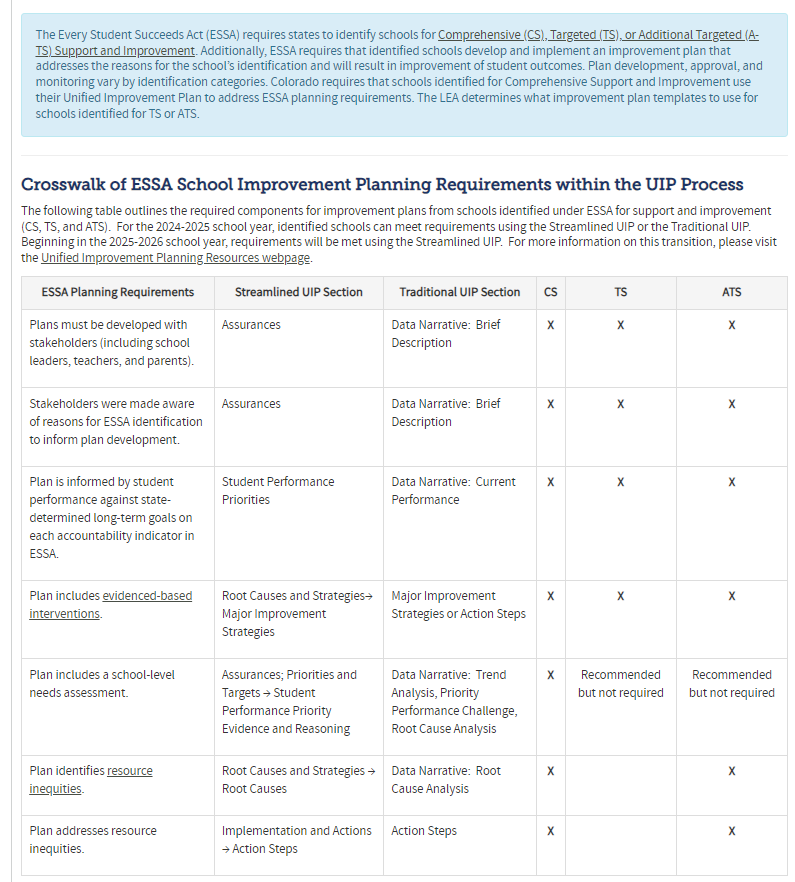 The Every Student Succeeds Act (ESSA) requires states to identify schools for Comprehensive (CS), Targeted (TS), or Additional Targeted (A-
TS) Support and Improvement. Additionally, ESSA requires that identified schools develop and implement an improvement plan that
addresses the reasons for the school's identification and will result in improvement of student outcomes. Plan development, approval, and
monitoring vary by identification categories. Colorado requires that schools identified for Comprehensive Support and Improvement use
their Unified Improvement Plan to address ESSA planning requirements. The LEA determines what improvement plan templates to use for
schools identified for TS or ATS.
Crosswalk of ESSA School Improvement Planning Requirements within the UIP Process
The following table outlines the required components for improvement plans from schools identified under ESSA for support and improvement
(CS, TS, and ATS). For the 2024-2025 school year, identified schools can meet requirements using the Streamlined UIP or the Traditional UIP.
Beginning in the 2025-2026 school year, requirements will be met using the Streamlined UIP. For more information on this transition, please visit
the Unified Improvement Planning Resources webpage.
ESSA Planning Requirements Streamlined UIP Section Traditional UIP Section CS TS ATS
Plans must be developed with Assurances Data Narrative: Brief X X X
stakeholders (including school Description
leaders, teachers, and parents).
Stakeholders were made aware Assurances Data Narrative: Brief X X X
of reasons for ESSA identification Description
to inform plan development.
Plan is informed by student Student Performance Data Narrative: Current X X X
performance against state- Priorities Performance
determined long-term goals on
each accountability indicator in
ESSA.
Plan includes evidenced-based Root Causes and Strategies→ Major Improvement X X X
interventions. Major Improvement Strategies or Action Steps
Strategies
Plan includes a school-level Assurances; Priorities and Data Narrative: Trend X Recommended Recommended
needs assessment. Targets → Student Analysis, Priority but not required but not required
Performance Priority Performance Challenge,
Evidence and Reasoning Root Cause Analysis
Plan identifies resource Root Causes and Strategies → Data Narrative: Root X X
inequities. Root Causes Cause Analysis
Plan addresses resource Implementation and Actions Action Steps X X
inequities. → Action Steps